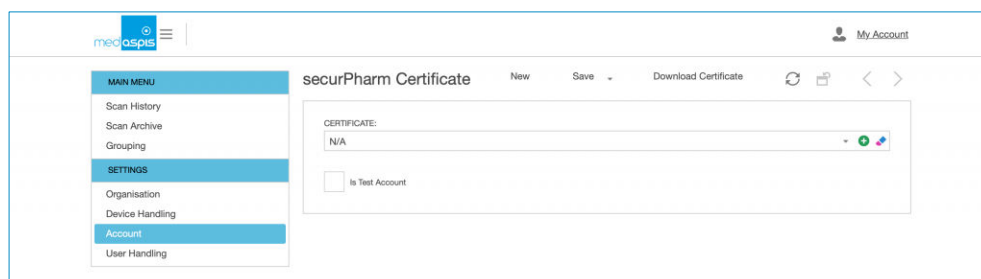 medaspis
My Account
MAIN MENU
Scan History
Scan Archive
Grouping
SETTINGS
Organisation
Device Handling
Account
User Handling
securPharm Certificate New Save Download Certificate
CERTIFICATE:
N/A
Is Test Account